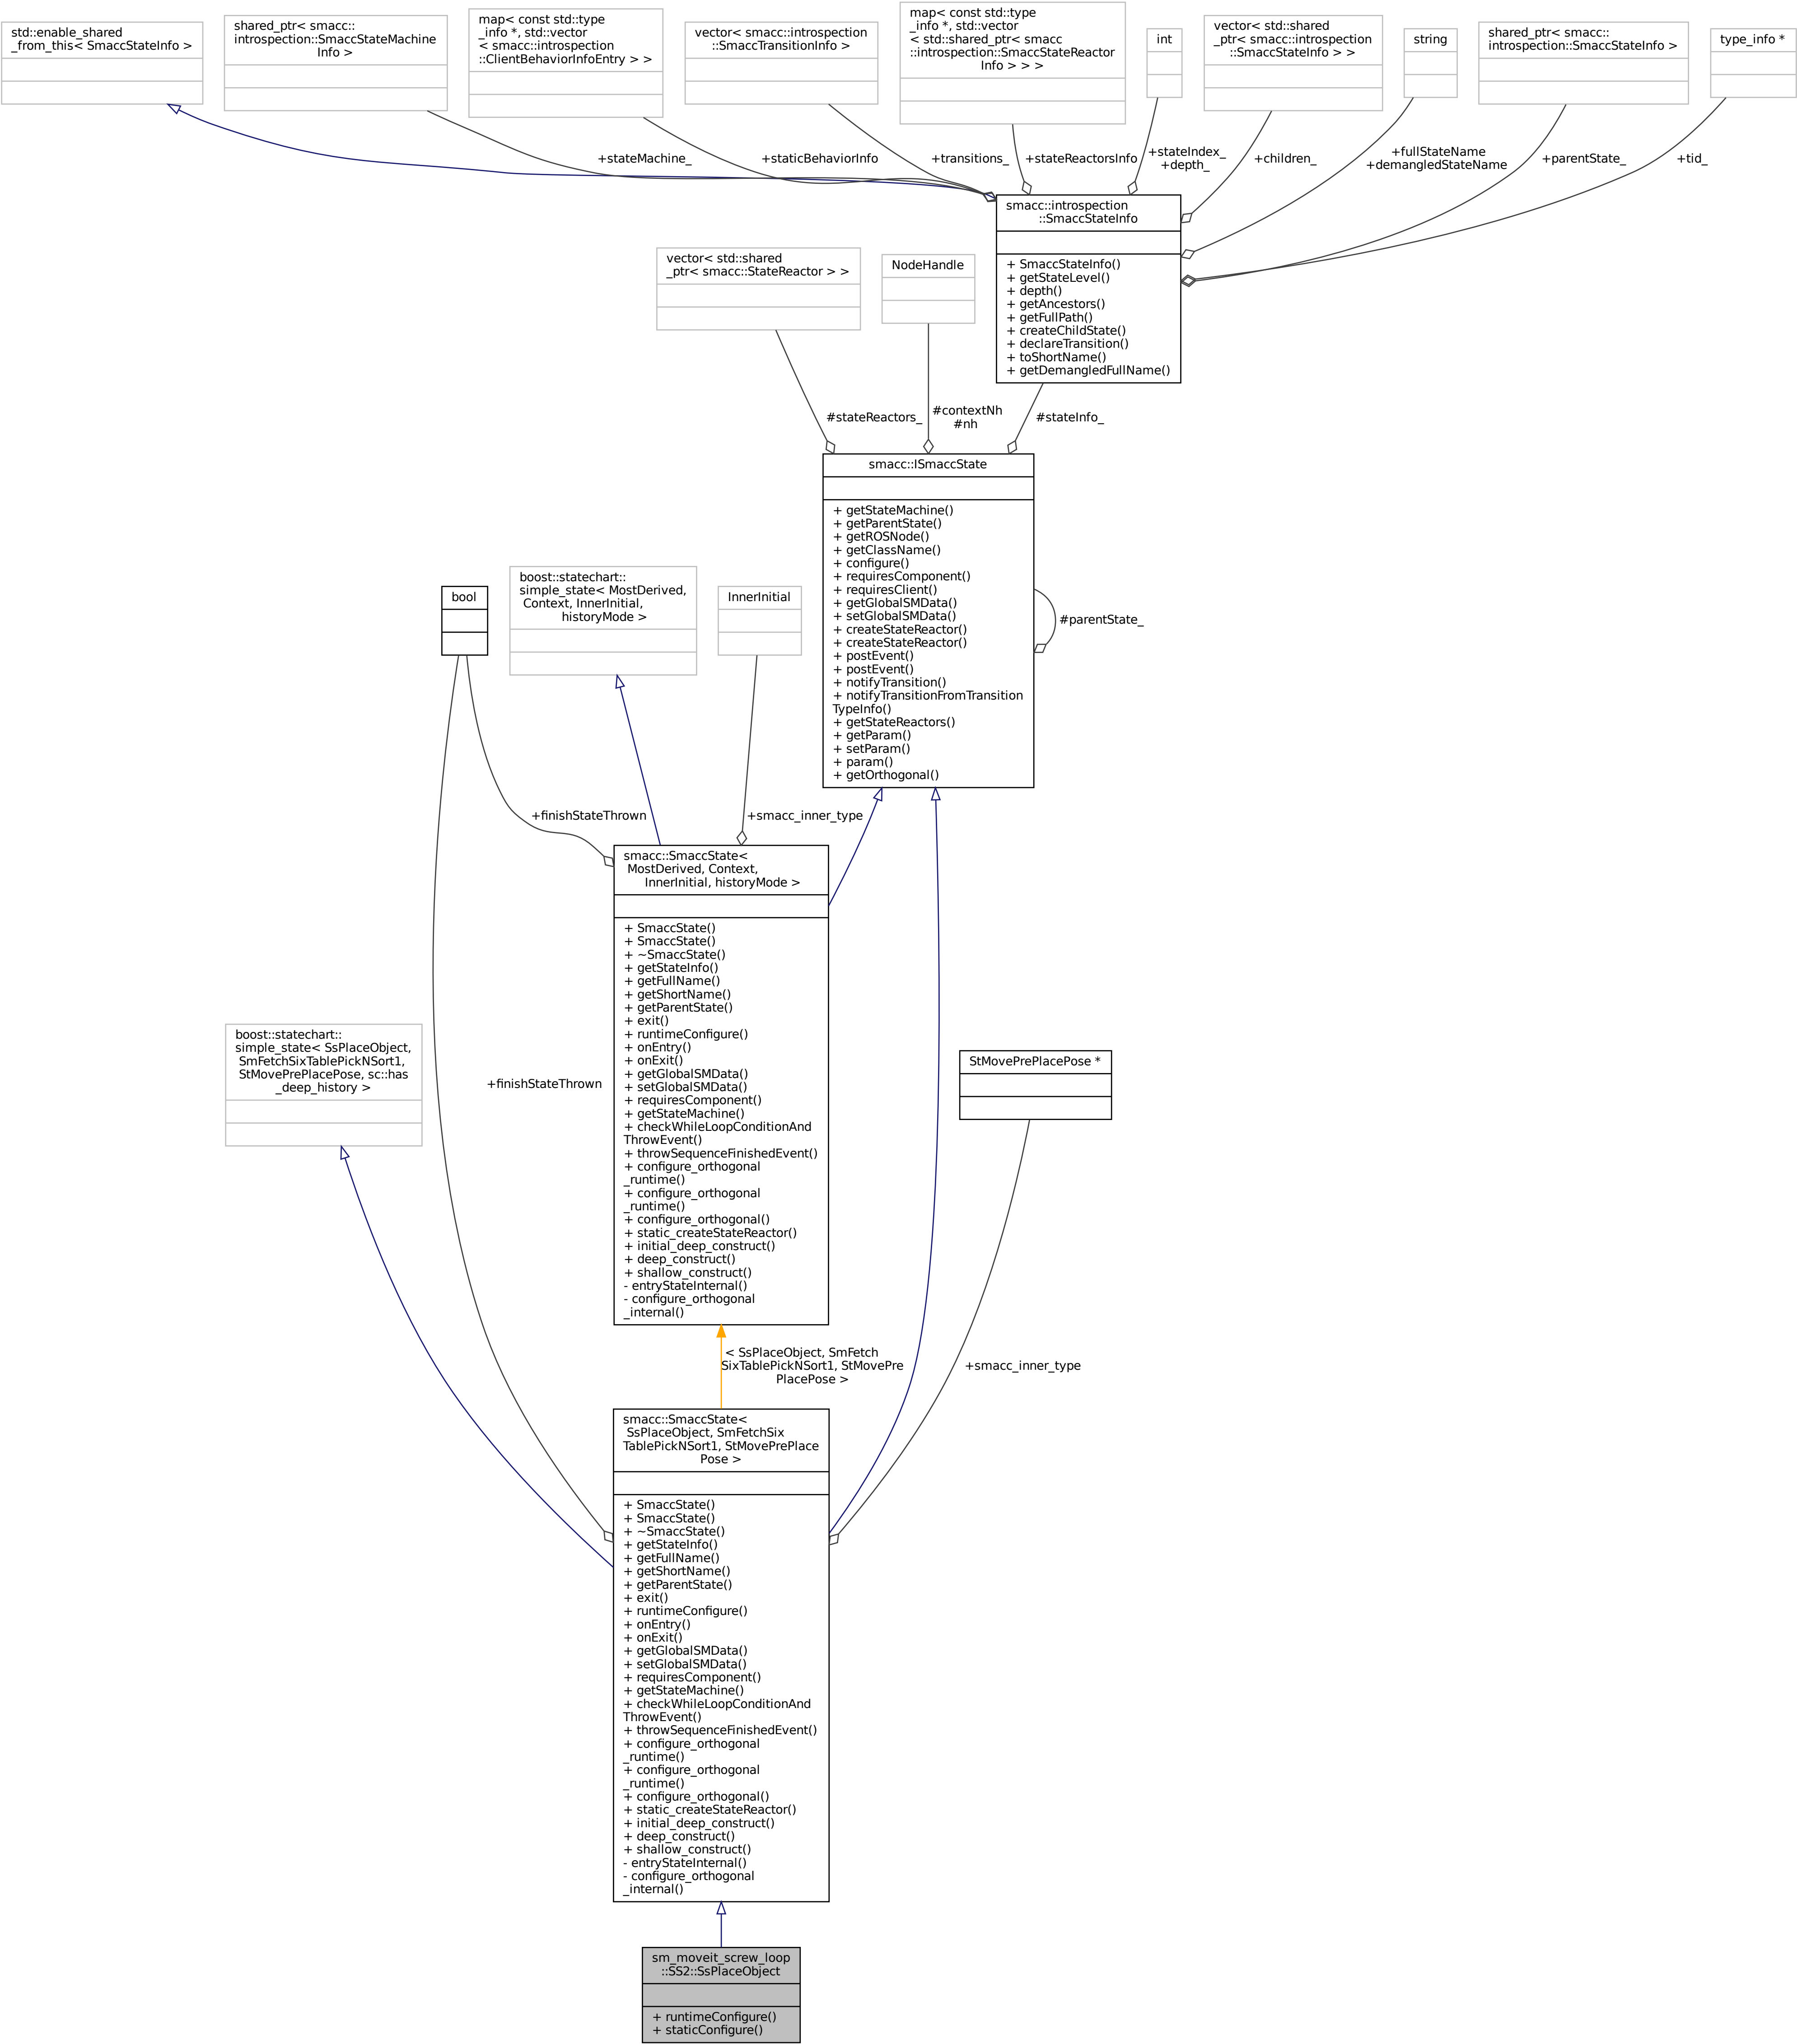 std::enable_shared
_from_this< SmaccStateInfo >
shared_ptr< smacc::
introspection::SmaccStateMachine
Info >
map< const std::type
_info *, std::vector
< smacc::introspection
::ClientBehaviorInfoEntry > >
vector< smacc::introspection
::SmaccTransitionInfo >
map< const std::type
_info *, std::vector
< std::shared_ptr< smacc
::introspection::SmaccStateReactor
Info > > >
int
vector< std::shared
_ptr< smacc::introspection
::SmaccStateInfo > >
string
shared_ptr< smacc::
introspection::SmaccStateInfo >
type_info *
+stateMachine_
+staticBehaviorInfo
+transitions_
+stateReactorsInfo
+stateIndex_
+depth_
+children_
+fullStateName
+demangledStateName
+parentState_
+tid_
smacc::introspection
::SmaccStateInfo
+ SmaccStateInfo()
+ getStateLevel()
+ depth()
+ getAncestors()
+ getFullPath()
+ createChildState()
+ declareTransition()
+ toShortName()
+ getDemangledFullName()
vector< std::shared
_ptr< smacc::StateReactor > >
NodeHandle
#stateReactors_
#contextNh
#nh
#stateInfo_
smacc::ISmaccState
+ getStateMachine()
+ getParentState()
+ getROSNode()
+ getClassName()
+ configure()
+ requiresComponent()
+ requiresClient()
+ getGlobalSMData()
+ setGlobalSMData()
+ createStateReactor()
+ createStateReactor()
+ postEvent()
+ postEvent()
+ notifyTransition()
+ notifyTransitionFromTransition
TypeInfo()
+ getStateReactors()
+ getParam()
+ setParam()
+ param()
+ getOrthogonal()
#parentState_
bool
boost::statechart::
simple_state< MostDerived,
Context, InnerInitial,
historyMode >
InnerInitial
+finishStateThrown
+smacc_inner_type
smacc::SmaccState<
MostDerived, Context,
InnerInitial, historyMode >
+ SmaccState()
+ SmaccState()
+ ~SmaccState()
+ getStateInfo()
+ getFullName()
+ getShortName()
+ getParentState()
+ exit()
+ runtimeConfigure()
+ onEntry()
+ onExit()
+ getGlobalSMData()
+ setGlobalSMData()
+ requiresComponent()
+ getStateMachine()
+ checkWhileLoopConditionAnd
ThrowEvent()
+ throwSequenceFinishedEvent()
+ configure_orthogonal
_runtime()
+ configure_orthogonal
_runtime()
+ configure_orthogonal()
+ static_createStateReactor()
+ initial_deep_construct()
+ deep_construct()
+ shallow_construct()
- entryStateInternal()
- configure_orthogonal
_internal()
boost::statechart::
simple_state< SsPlaceObject,
SmFetchSixTablePickNSort1,
StMovePrePlacePose, sc::has
_deep_history >
+finishStateThrown
StMovePrePlacePose *
< SsPlaceObject, SmFetch
SixTablePickNSort1, StMovePre
PlacePose >
+smacc_inner_type
smacc::SmaccState<
SsPlaceObject, SmFetchSix
TablePickNSort1, StMovePrePlace
Pose >
+ SmaccState()
+ SmaccState()
+ ~SmaccState()
+ getStateInfo()
+ getFullName()
+ getShortName()
+ getParentState()
+ exit()
+ runtimeConfigure()
+ onEntry()
+ onExit()
+ getGlobalSMData()
+ setGlobalSMData()
+ requiresComponent()
+ getStateMachine()
+ checkWhileLoopConditionAnd
ThrowEvent()
+ throwSequenceFinishedEvent()
+ configure_orthogonal
_runtime()
+ configure_orthogonal
_runtime()
+ configure_orthogonal()
+ static_createStateReactor()
+ initial_deep_construct()
+ deep_construct()
+ shallow_construct()
- entryStateInternal()
- configure_orthogonal
_internal()
sm_moveit_screw_loop
::SS2::SsPlaceObject
+ runtimeConfigure()
+ staticConfigure()